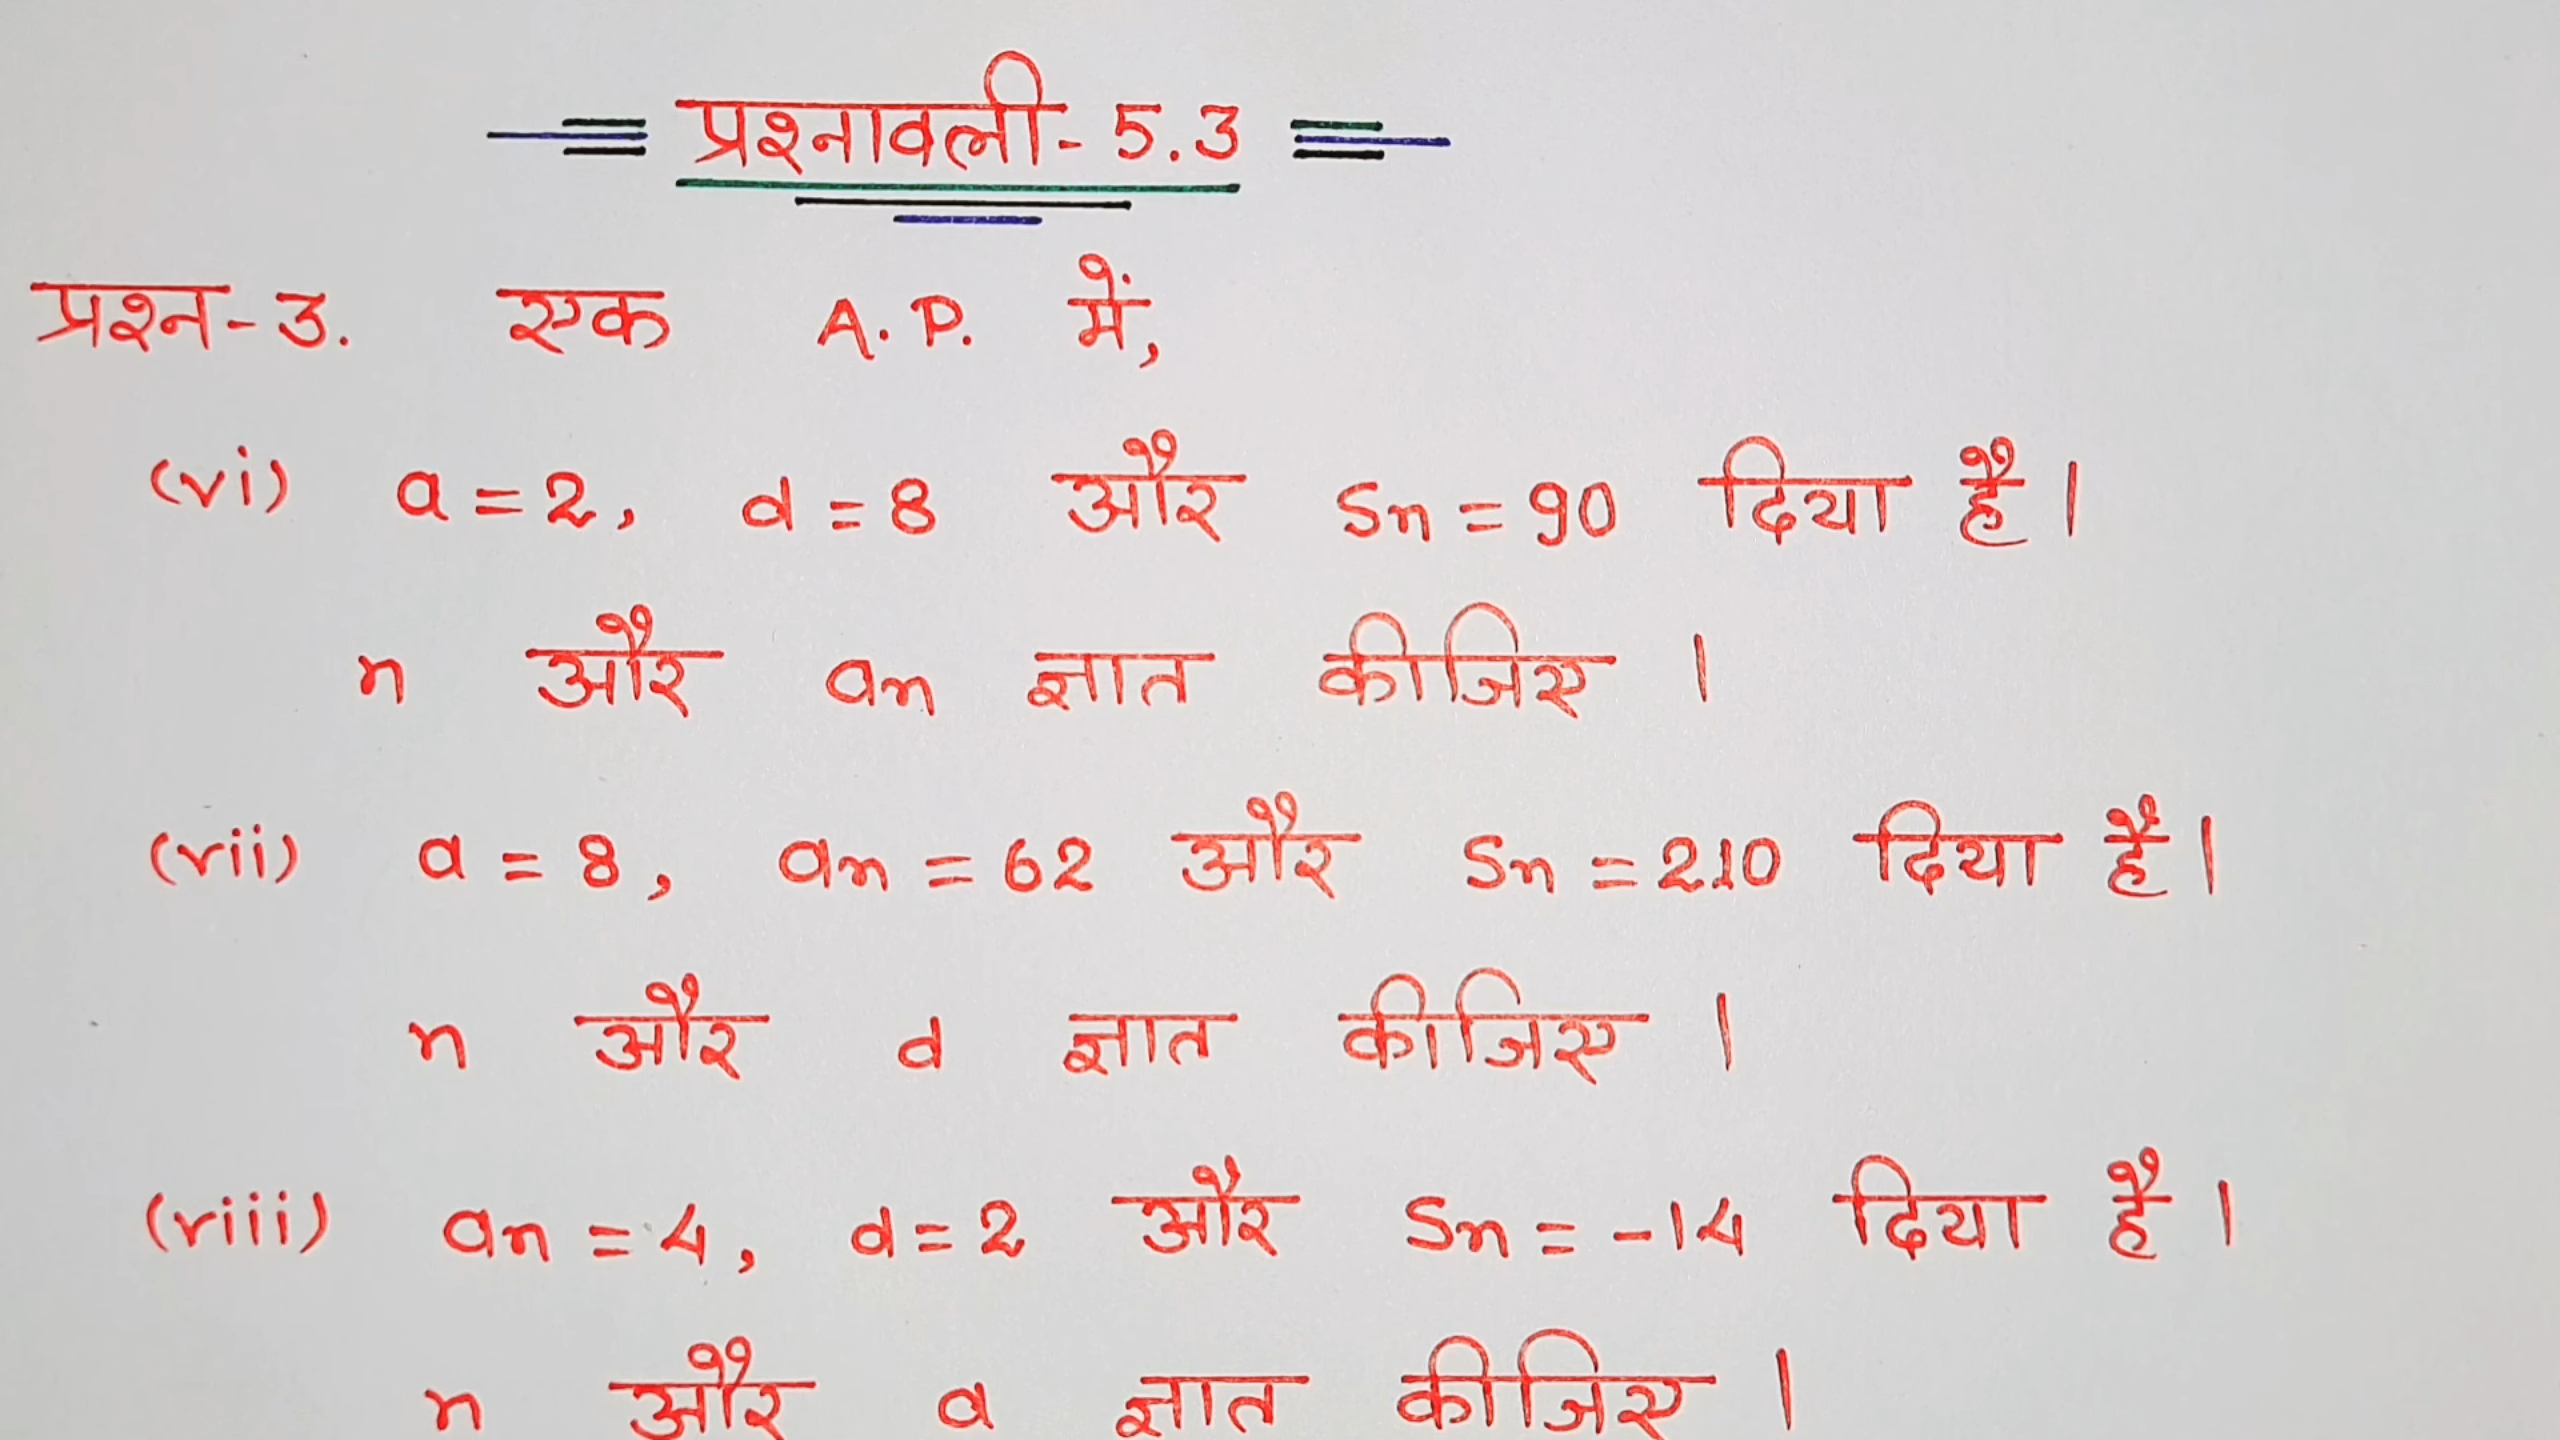 प्रश्नावली- 5.3
प्रश्न-3. एक A.P. में,
(vi) a=2, d=8 और Sn=90 दिया है।
n और an ज्ञात कीजिए ।
(vii) a=8, an=62 और Sn=210 दिया है।
n और d ज्ञात कीजिए ।
(viii) an=4, d=2 और Sn=-14 दिया है ।
n और a ज्ञात कीजिए ।